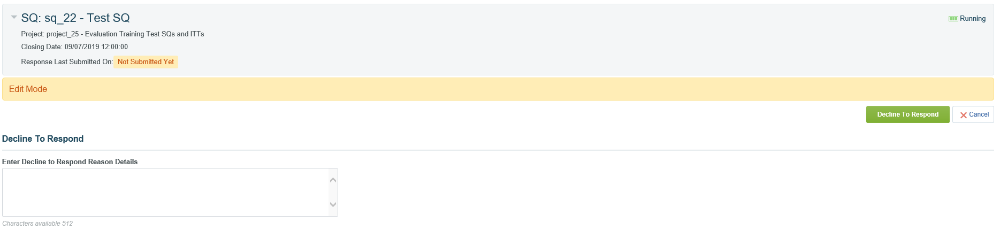 SQ: sq_22 - Test SQ
Running
Project: project_25 - Evaluation Training Test SQs and ITTs
Closing Date: 09/07/2019 12:00:00
Response Last Submitted On: Not Submitted Yet
Edit Mode
Decline To Respond
Cancel
Decline To Respond
Enter Decline to Respond Reason Details
Characters available 512